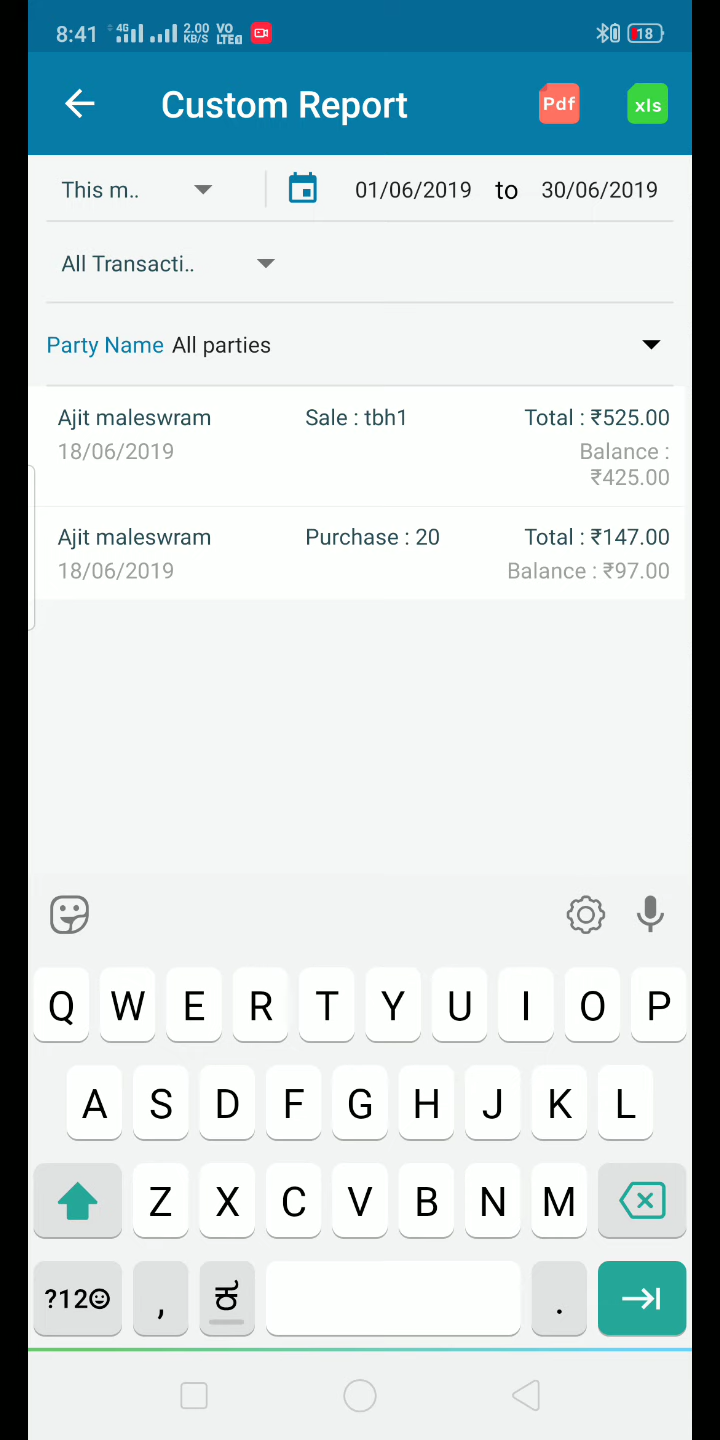 8:41 4G 2.00 KB/S VO LTE 18
Custom Report Pdf xls
This m.. 01/06/2019 to 30/06/2019
All Transacti..
Party Name All parties
Ajit maleswram Sale : tbh1 Total : ₹525.00
18/06/2019 Balance :
₹425.00
Ajit maleswram Purchase : 20 Total : ₹147.00
18/06/2019 Balance : ₹97.00
Q W E R T Y U I O P
A S D F G H J K L
Z X C V B N M
?12☺ , ಕ .